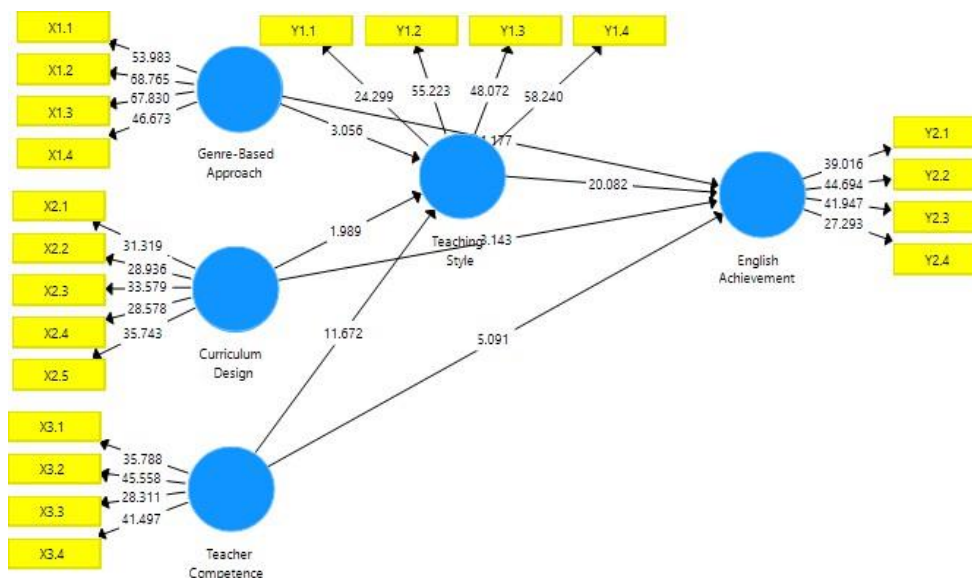 X1.1
X1.2
X1.3
X1.4
53.983
68.765
67.830
46.673
Genre-Based
Approach
Y1.1
Y1.2
Y1.3
Y1.4
24.299
55.223
48.072
58.240
3.056
.177
Teaching
Style
20.082
X2.1
X2.2
X2.3
X2.4
X2.5
31.319
28.936
33.579
28.578
35.743
Curriculum
Design
1.989
3.143
11.672
5.091
X3.1
X3.2
X3.3
X3.4
35.788
45.558
28.311
41.497
Teacher
Competence
English
Achievement
39.016
44.694
41.947
27.293
Y2.1
Y2.2
Y2.3
Y2.4